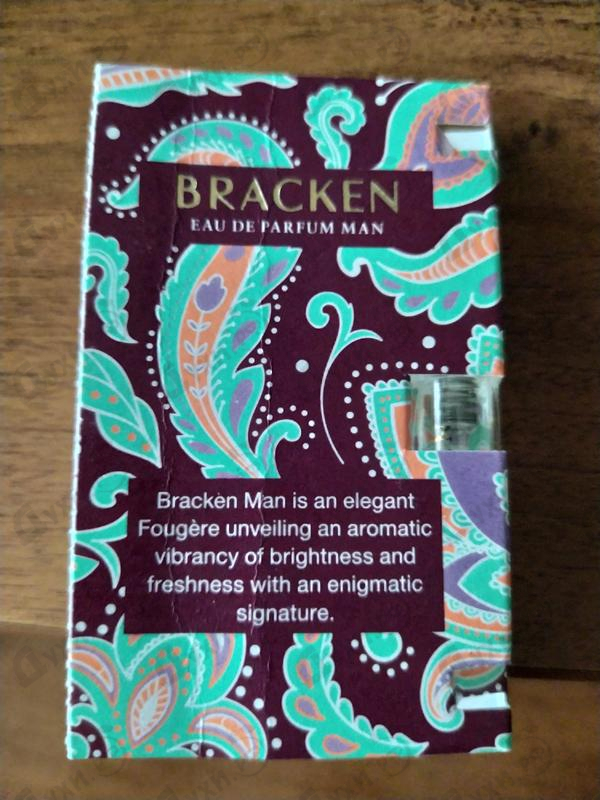 BRACKEN
EAU DE PARFUM MAN
Bracken Man is an elegant
Fougère unveiling an aromatic
vibrancy of brightness and
freshness with an enigmatic
signature.